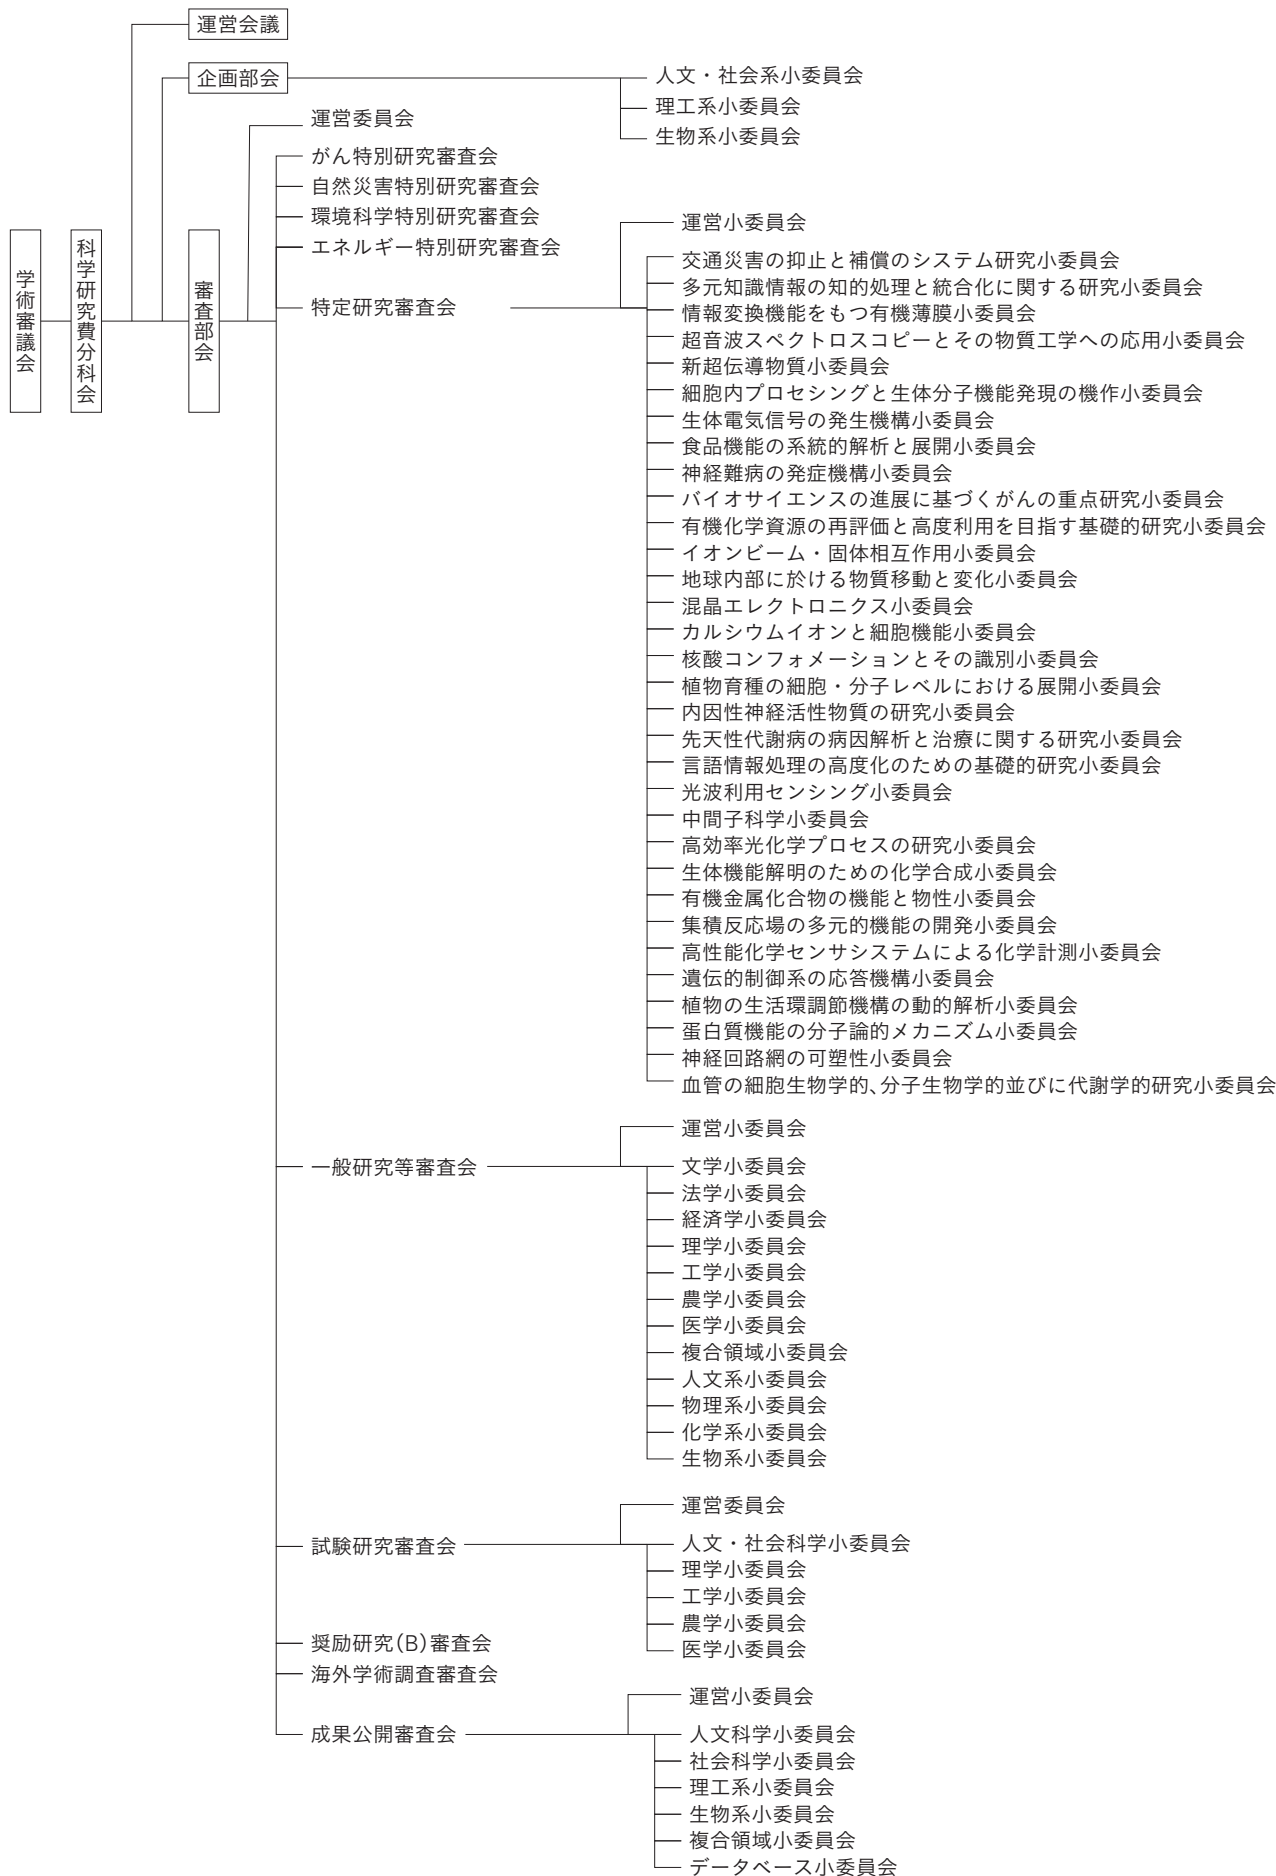 運営会議
企画部会
人文・社会系小委員会
理工系小委員会
生物系小委員会
運営委員会
がん特別研究審査会
自然災害特別研究審査会
環境科学特別研究審査会
エネルギー特別研究審査会
学術審議会
科学研究費分科会
審査部会
特定研究審査会
運営小委員会
交通災害の抑止と補償のシステム研究小委員会
多元知識情報の知的処理と統合化に関する研究小委員会
情報変換機能をもつ有機薄膜小委員会
超音波スペクトロスコピーとその物質工学への応用小委員会
新超伝導物質小委員会
細胞内プロセシングと生体分子機能発現の機作小委員会
生体電気信号の発生機構小委員会
食品機能の系統的解析と展開小委員会
神経難病の発症機構小委員会
バイオサイエンスの進展に基づくがんの重点研究小委員会
有機化学資源の再評価と高度利用を目指す基礎的研究小委員会
イオンビーム・固体相互作用小委員会
地球内部に於ける物質移動と変化小委員会
混晶エレクトロニクス小委員会
カルシウムイオンと細胞機能小委員会
核酸コンフォメーションとその識別小委員会
植物育種の細胞・分子レベルにおける展開小委員会
内因性神経活性物質の研究小委員会
先天性代謝病の病因解析と治療に関する研究小委員会
言語情報処理の高度化のための基礎的研究小委員会
光波利用センシング小委員会
中間子科学小委員会
高効率光化学プロセスの研究小委員会
生体機能解明のための化学合成小委員会
有機金属化合物の機能と物性小委員会
集積反応場の多元的機能の開発小委員会
高性能化学センサシステムによる化学計測小委員会
遺伝的制御系の応答機構小委員会
植物の生活環調節機構の動的解析小委員会
蛋白質機能の分子論的メカニズム小委員会
神経回路網の可塑性小委員会
血管の細胞生物学的、分子生物学的並びに代謝学的研究小委員会
一般研究等審査会
運営小委員会
文学小委員会
法学小委員会
経済学小委員会
理学小委員会
工学小委員会
農学小委員会
医学小委員会
複合領域小委員会
人文系小委員会
物理系小委員会
化学系小委員会
生物系小委員会
試験研究審査会
運営委員会
人文・社会科学小委員会
理学小委員会
工学小委員会
農学小委員会
医学小委員会
奨励研究(B)審査会
海外学術調査審査会
成果公開審査会
運営小委員会
人文科学小委員会
社会科学小委員会
理工系小委員会
生物系小委員会
複合領域小委員会
データベース小委員会